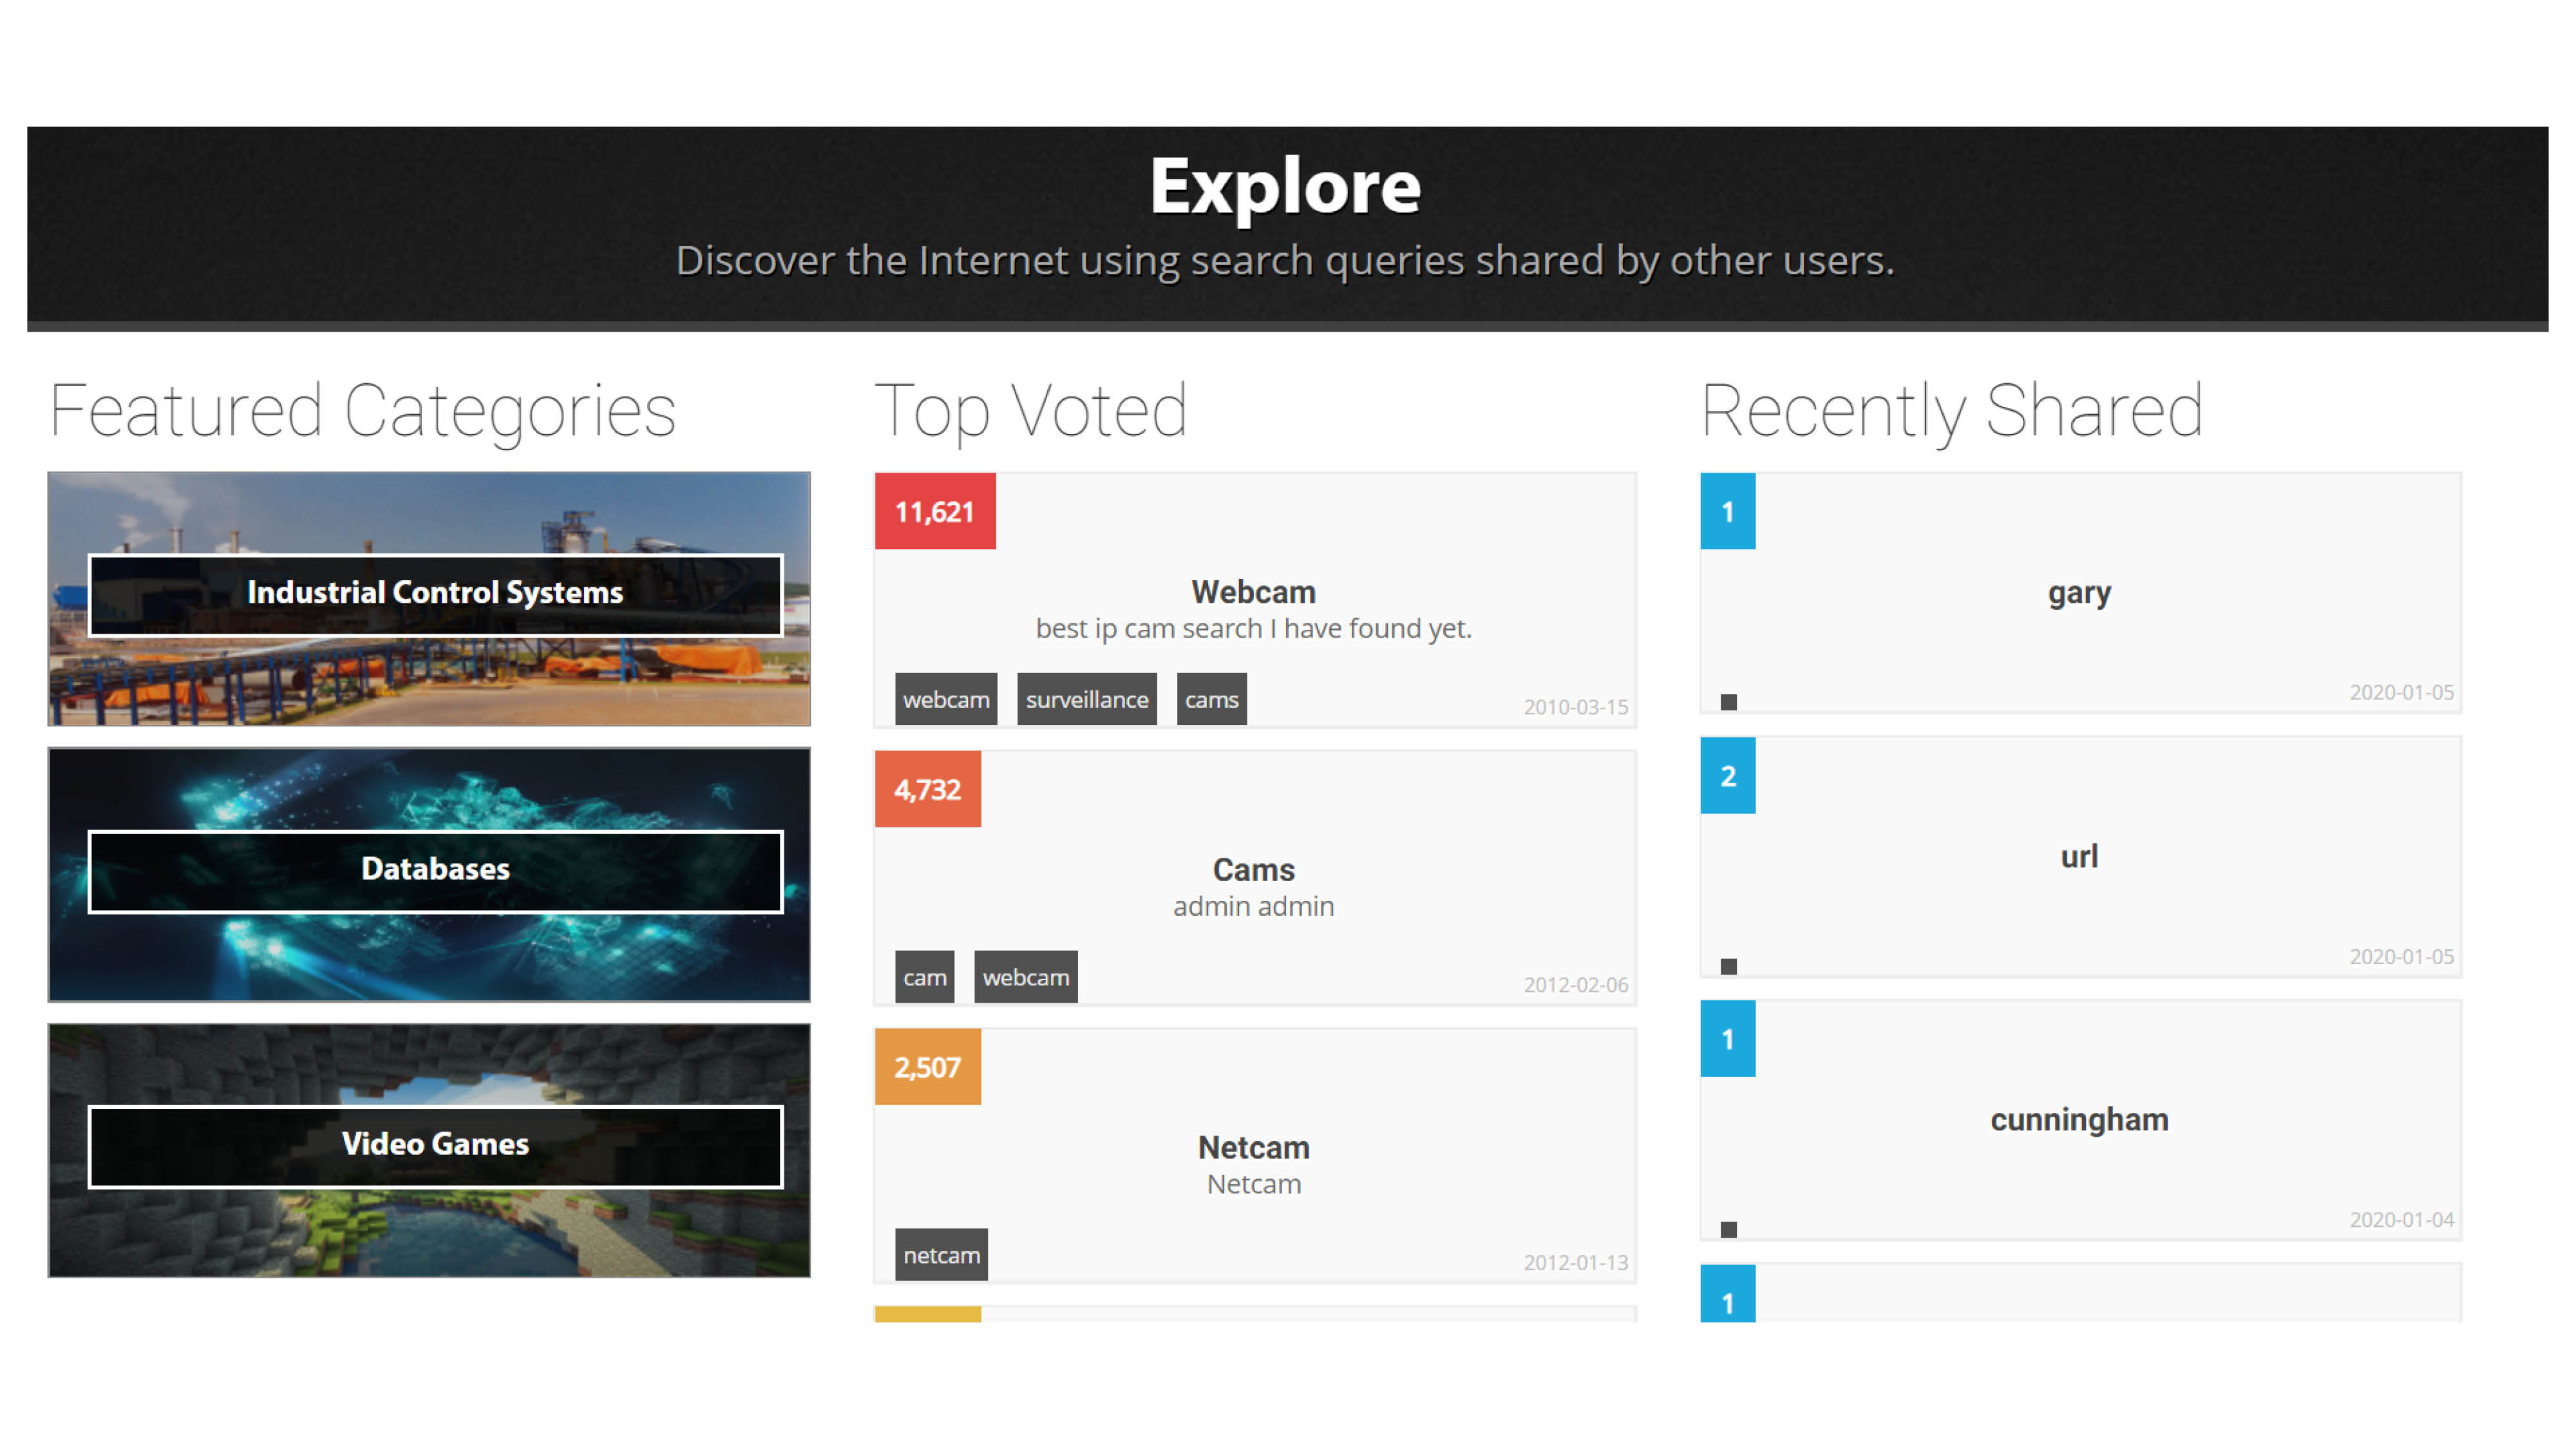 Explore
Discover the Internet using search queries shared by other users.
Featured Categories
Industrial Control Systems
Databases
Video Games
Top Voted
11,621
Webcam
best ip cam search I have found yet.
webcam surveillance cams
2010-03-15
4,732
Cams
admin admin
cam webcam
2012-02-06
2,507
Netcam
Netcam
netcam
2012-01-13
Recently Shared
1
gary
2020-01-05
2
url
2020-01-05
1
cunningham
2020-01-04
1